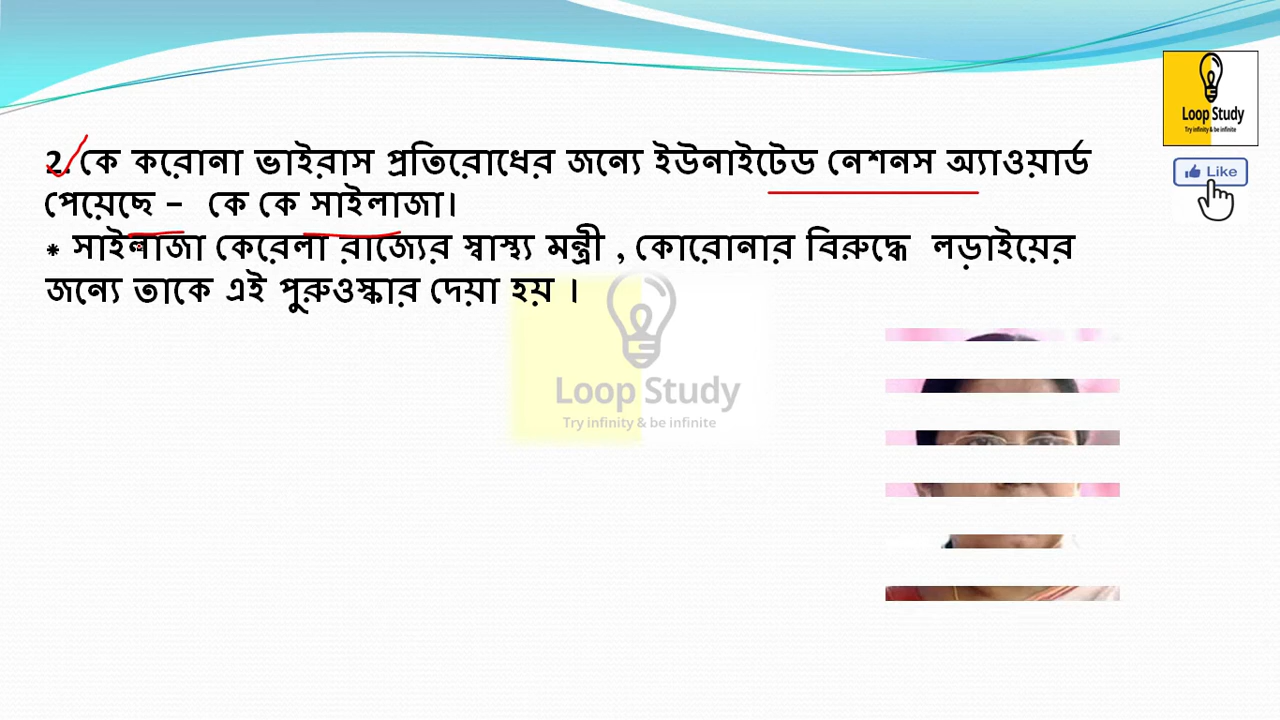 2. কে করোনা ভাইরাস প্রতিরোধের জন্যে ইউনাইটেড নেশনস অ্যাওয়ার্ড
পেয়েছে – কে কে সাইলাজা।
* সাইলাজা কেরেলা রাজ্যের স্বাস্থ্য মন্ত্রী , কোরোনার বিরুদ্ধে লড়াইয়ের
জন্যে তাকে এই পুরুওস্কার দেয়া হয় ।
Loop Study
Try infinity & be infinite
Like
Loop Study
Try infinity & be infinite